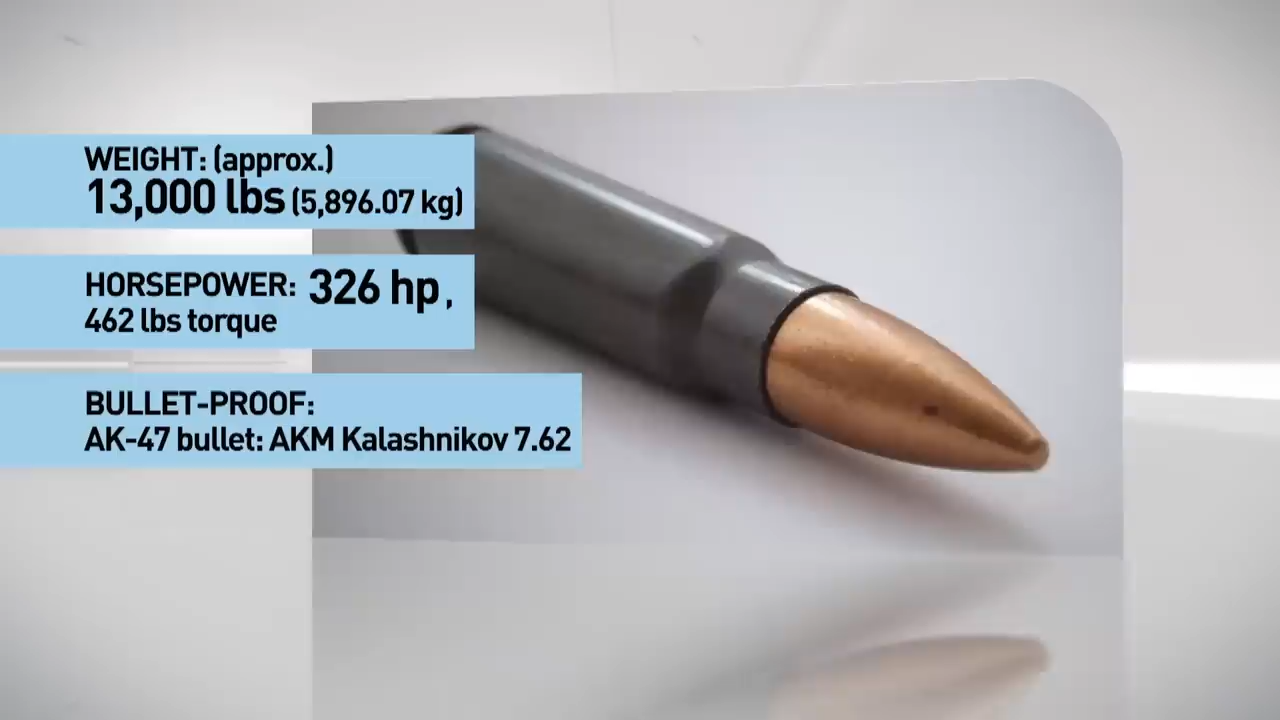 WEIGHT: (approx.)
13,000 lbs (5,896.07 kg)
HORSEPOWER: 326 hp ,
462 lbs torque
BULLET-PROOF:
AK-47 bullet: AKM Kalashnikov 7.62